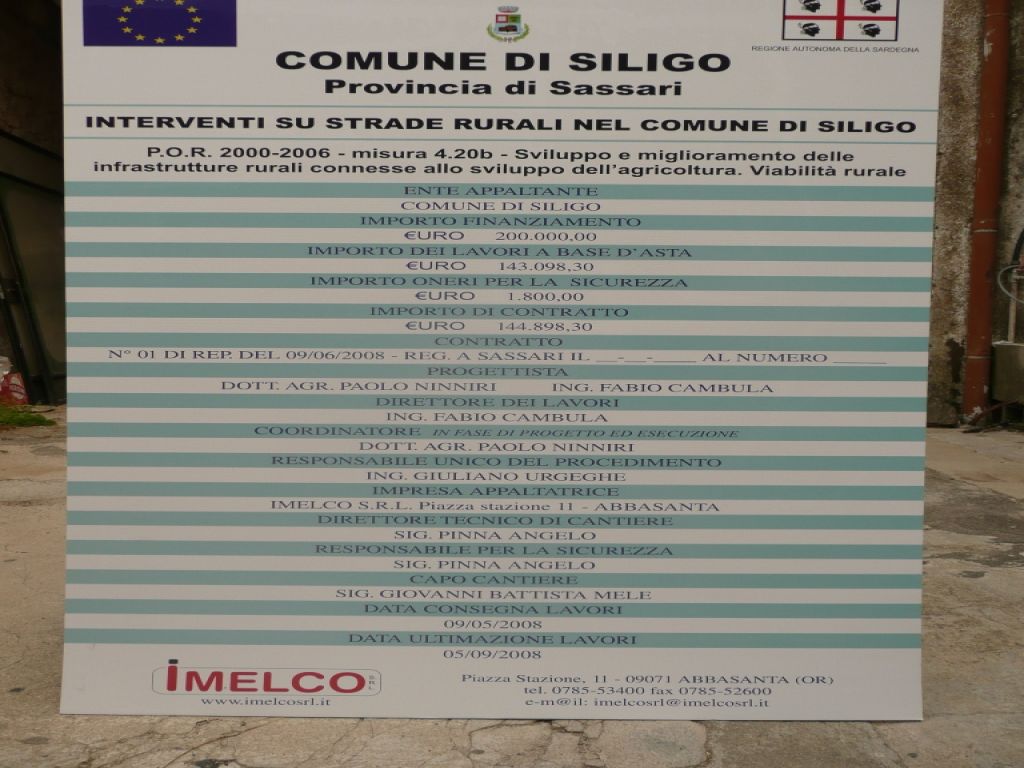 REGIONE AUTONOMA DELLA SARDEGNA
COMUNE DI SILIGO
Provincia di Sassari
INTERVENTI SU STRADE RURALI NEL COMUNE DI SILIGO
P.O.R. 2000-2006 - misura 4.20b - Sviluppo e miglioramento delle
infrastrutture rurali connesse allo sviluppo dell'agricoltura. Viabilità rurale
ENTE APPALTANTE
COMUNE DI SILIGO
IMPORTO FINANZIAMENTO
€URO 200.000,00
IMPORTO DEI LAVORI A BASE D'ASTA
€URO 143.098,30
IMPORTO ONERI PER LA SICUREZZA
€URO 1.800,00
IMPORTO DI CONTRATTO
€URO 144.898,30
CONTRATTO
N° 01 DI REP. DEL 09/06/2008 - REG. A SASSARI IL __-__-____ AL NUMERO _____
PROGETTISTA
DOTT. AGR. PAOLO NINNIRI ING. FABIO CAMBULA
DIRETTORE DEI LAVORI
ING. FABIO CAMBULA
COORDINATORE IN FASE DI PROGETTO ED ESECUZIONE
DOTT. AGR. PAOLO NINNIRI
RESPONSABILE UNICO DEL PROCEDIMENTO
ING. GIULIANO URGEGHE
IMPRESA APPALTATRICE
IMELCO S.R.L. Piazza stazione 11 - ABBASANTA
DIRETTORE TECNICO DI CANTIERE
SIG. PINNA ANGELO
RESPONSABILE PER LA SICUREZZA
SIG. PINNA ANGELO
CAPO CANTIERE
SIG. GIOVANNI BATTISTA MELE
DATA CONSEGNA LAVORI
09/05/2008
DATA ULTIMAZIONE LAVORI
05/09/2008
IMELCO SRL
www.imelcosrl.it
Piazza Stazione, 11 - 09071 ABBASANTA (OR)
tel. 0785-53400 fax 0785-52600
e-m@il: imelcosrl@imelcosrl.it